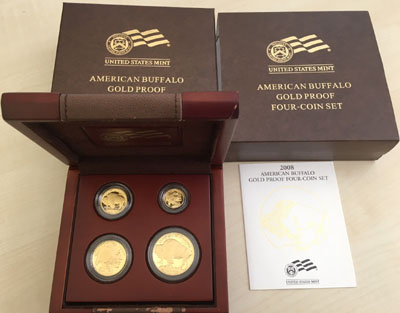 UNITED STATES MINT
AMERICAN BUFFALO
GOLD PROOF
UNITED STATES MINT
AMERICAN BUFFALO
GOLD PROOF
FOUR-COIN SET
2008
AMERICAN BUFFALO
GOLD PROOF FOUR-COIN SET
UNITED STATES MINT